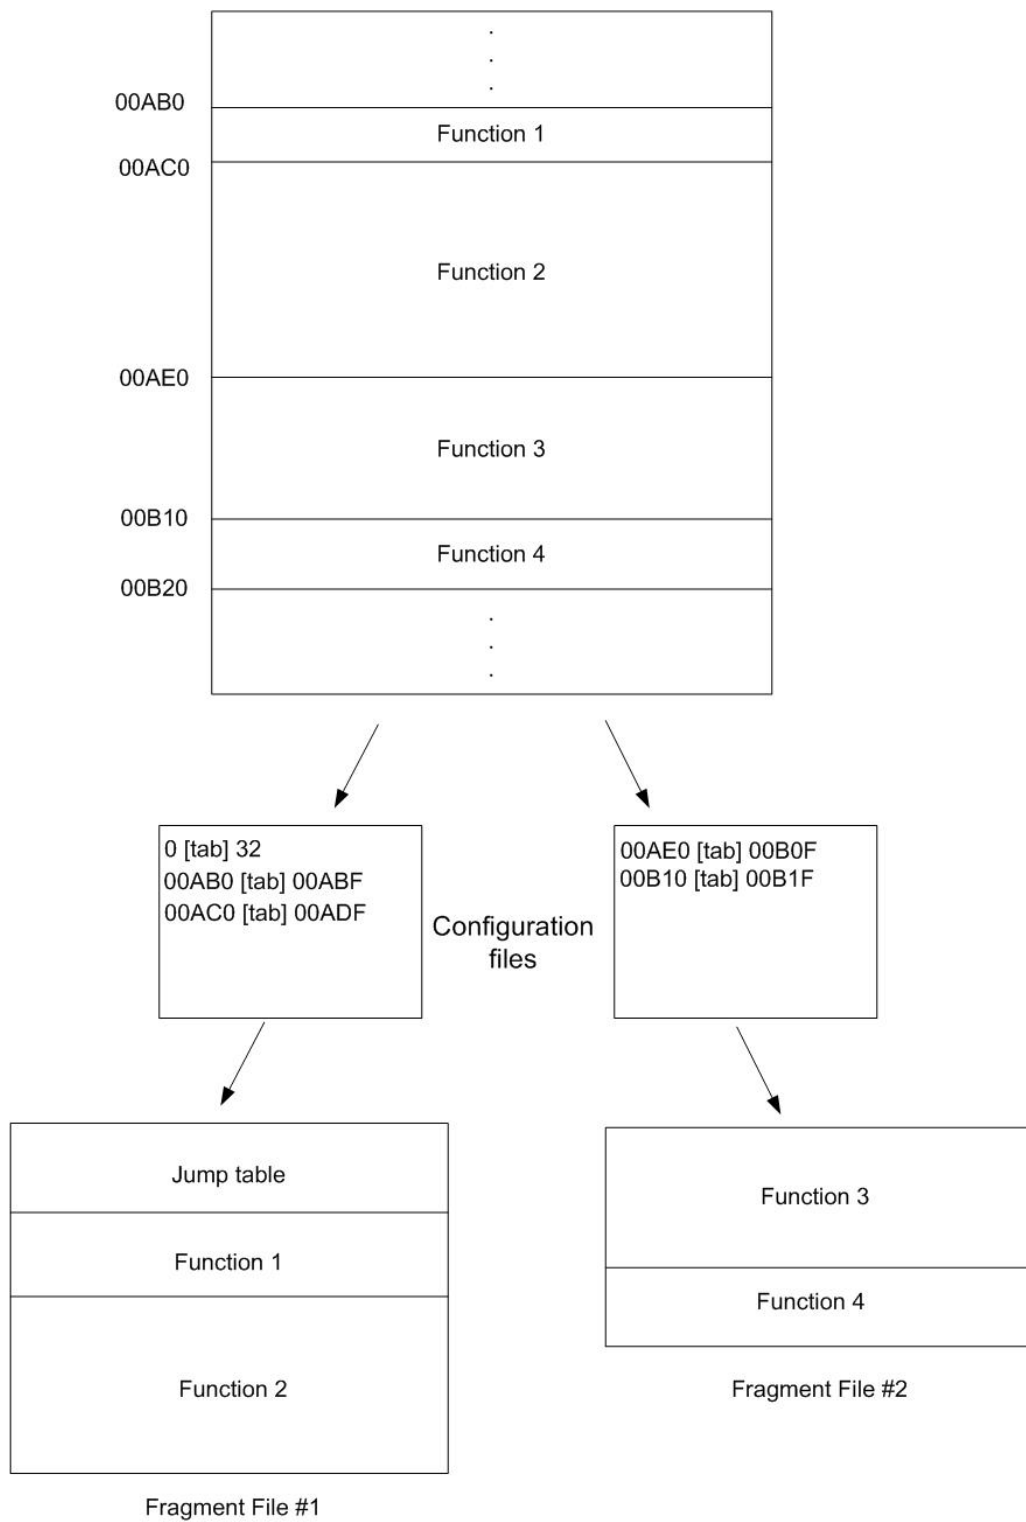 .
.
.
00AB0
Function 1
00AC0
Function 2
00AE0
Function 3
00B10
Function 4
00B20
.
.
.
0 [tab] 32
00AB0 [tab] 00ABF
00AC0 [tab] 00ADF
Configuration
files
00AE0 [tab] 00B0F
00B10 [tab] 00B1F
Jump table
Function 1
Function 2
Fragment File #1
Function 3
Function 4
Fragment File #2